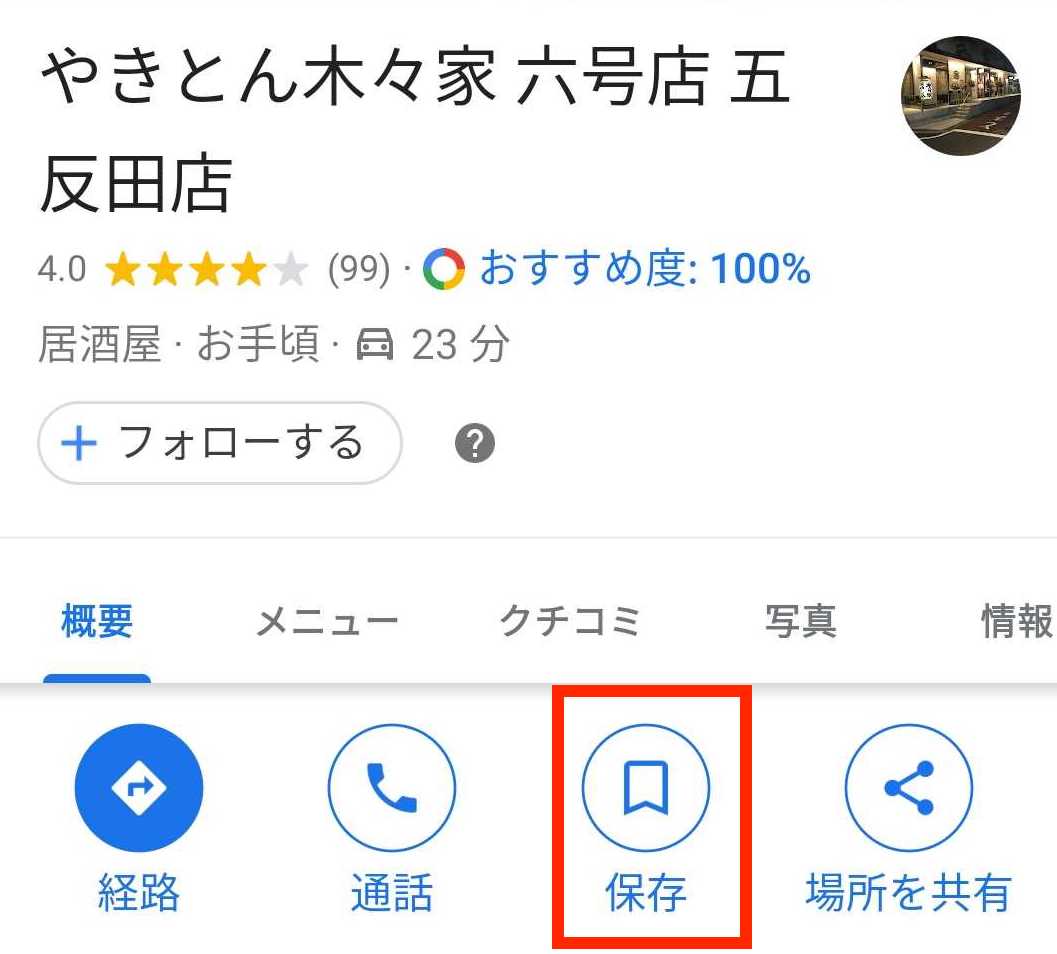 やきとん木々家 六号店 五
反田店
4.0 (99) · おすすめ度: 100%
居酒屋 · お手頃 · 23 分
+ フォローする ?
概要 メニュー クチコミ 写真 情報
経路 通話 保存 場所を共有